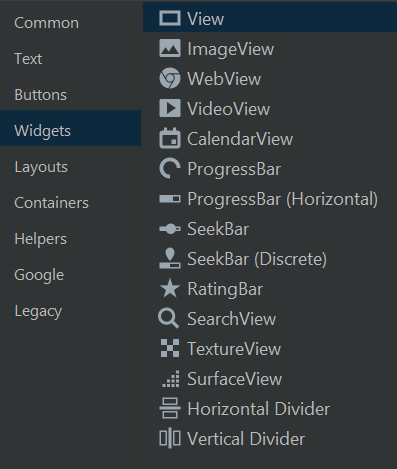 Common
Text
Buttons
Widgets
Layouts
Containers
Helpers
Google
Legacy
View
ImageView
WebView
VideoView
CalendarView
ProgressBar
ProgressBar (Horizontal)
SeekBar
SeekBar (Discrete)
RatingBar
SearchView
TextureView
SurfaceView
Horizontal Divider
Vertical Divider